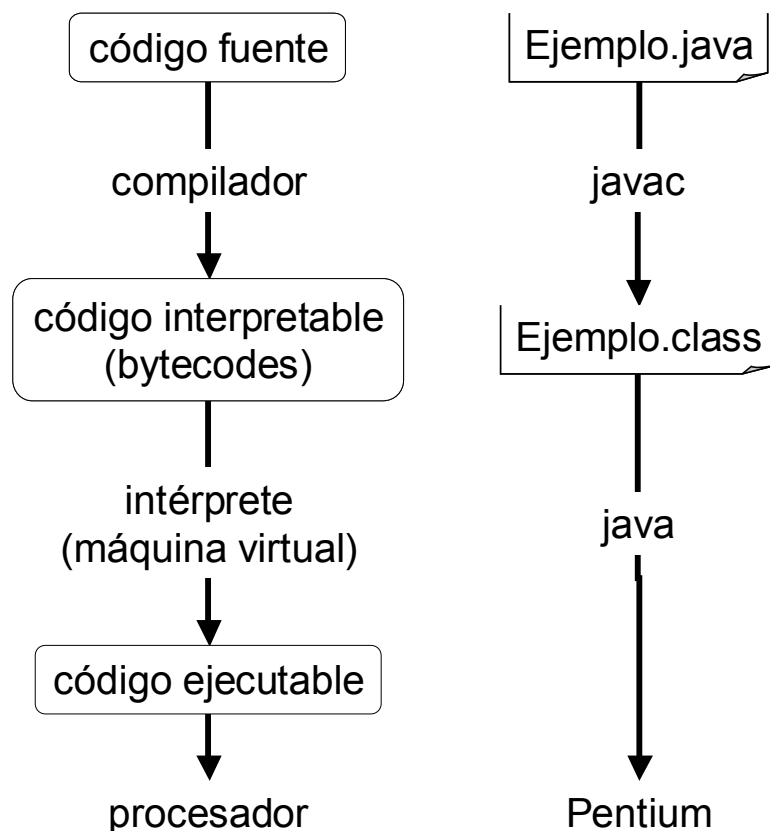 código fuente
compilador
código interpretable
(bytecodes)
intérprete
(máquina virtual)
código ejecutable
procesador
Ejemplo.java
javac
Ejemplo.class
java
Pentium